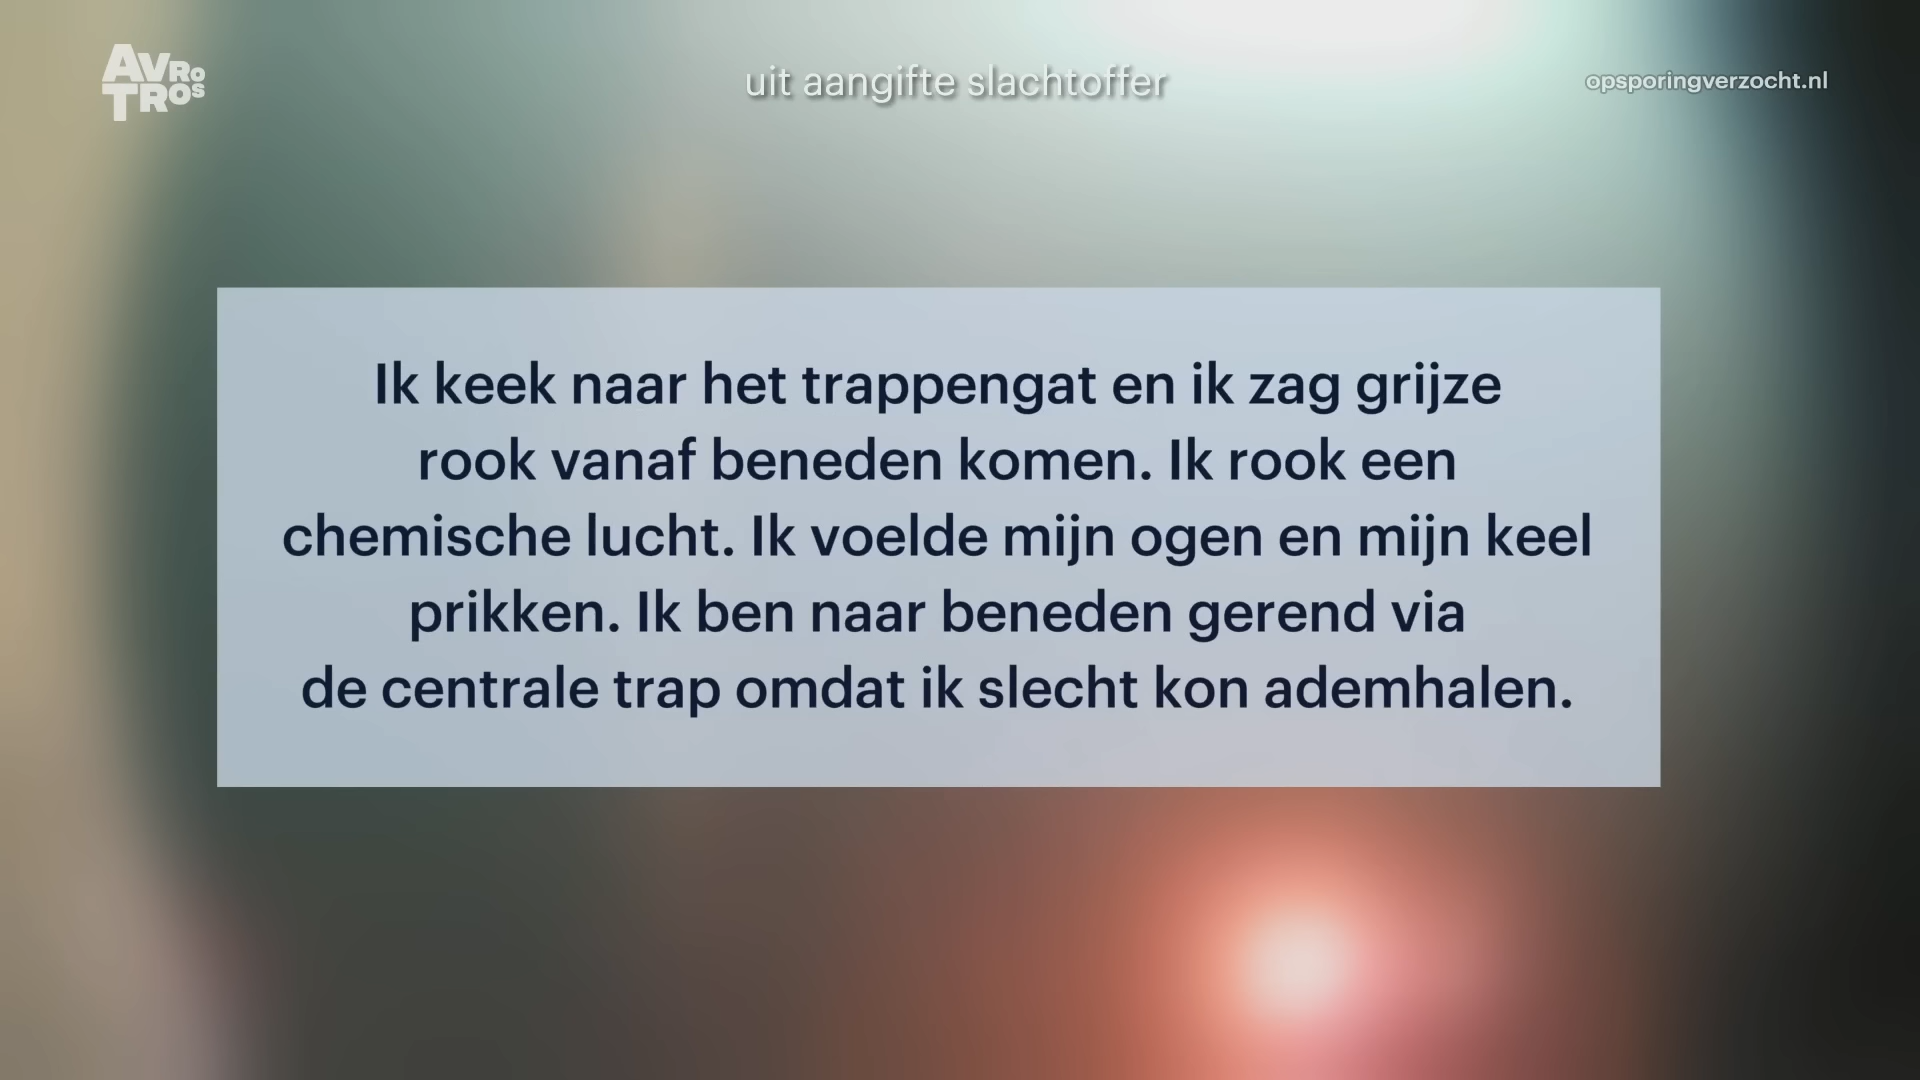 AVRO
TROS
uit aangifte slachtoffer
opsporingverzocht.nl
Ik keek naar het trappengat en ik zag grijze
rook vanaf beneden komen. Ik rook een
chemische lucht. Ik voelde mijn ogen en mijn keel
prikken. Ik ben naar beneden gerend via
de centrale trap omdat ik slecht kon ademhalen.